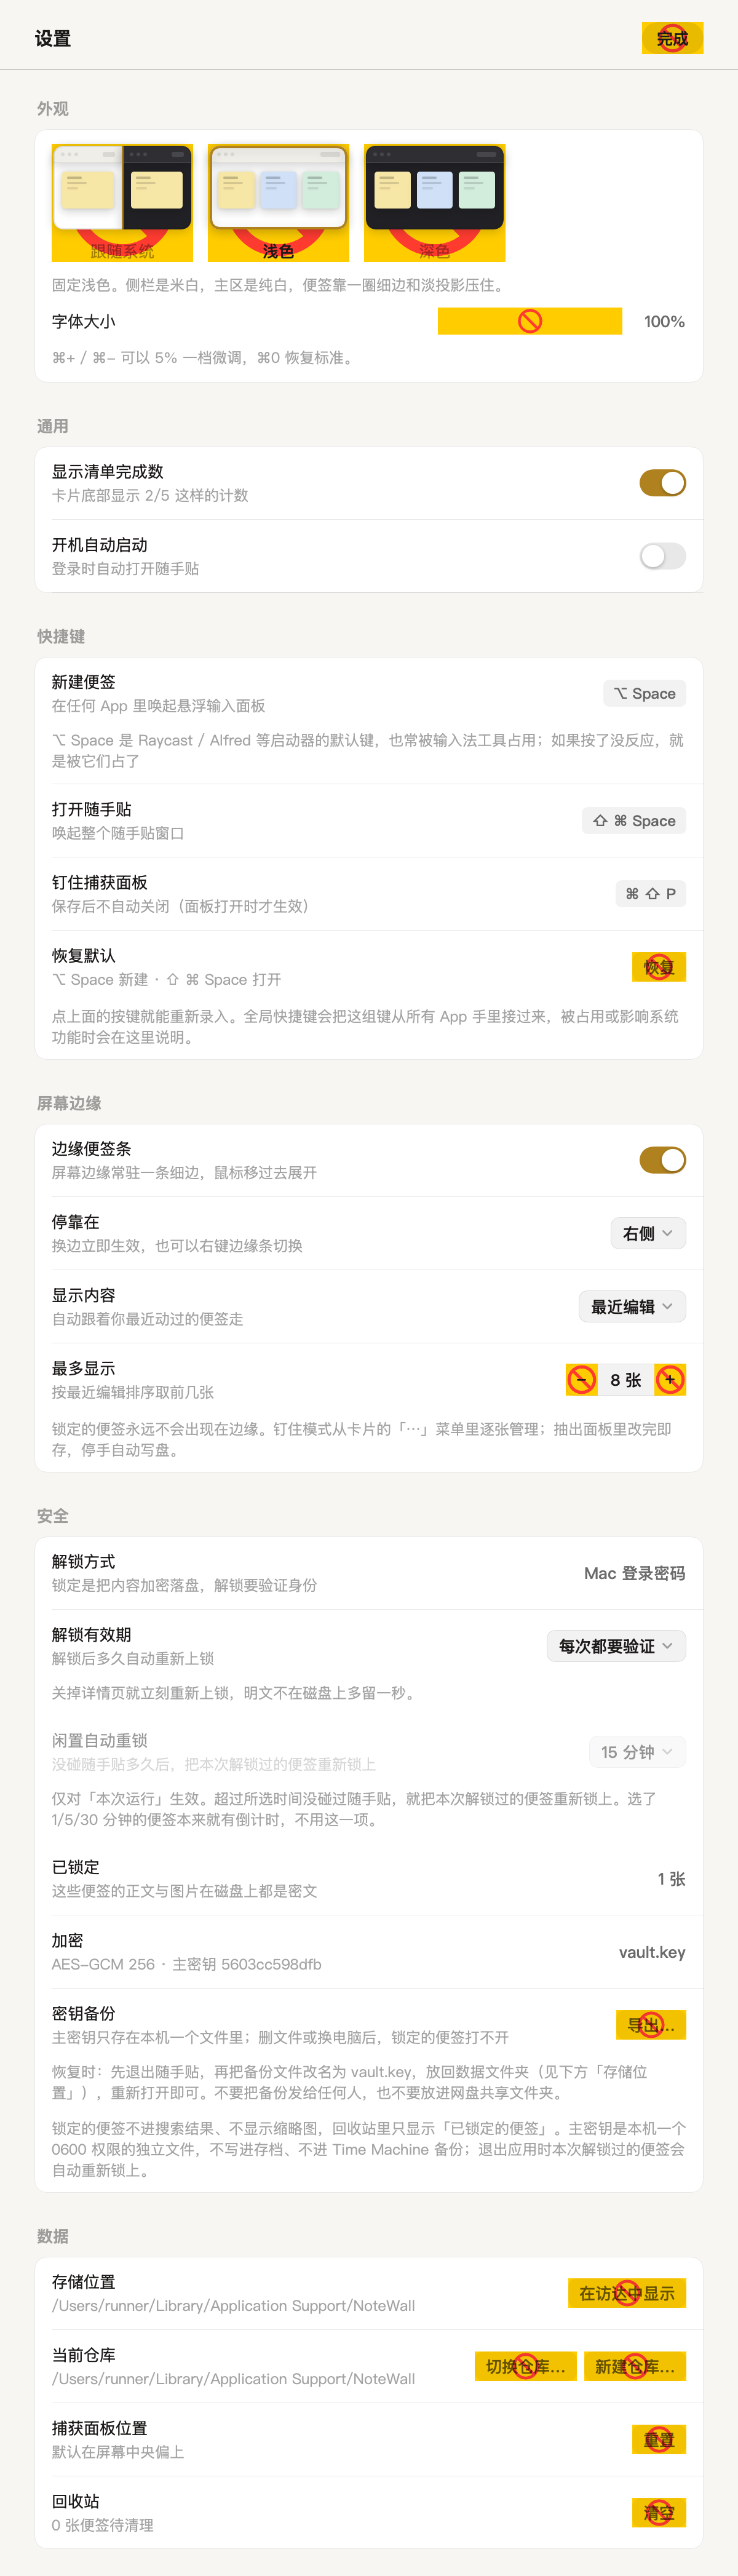 设置
完成
外观
跟随系统
浅色
深色
固定浅色。侧栏是米白，主区是纯白，便签靠一圈细边和淡投影压住。
字体大小
100%
⌘+ / ⌘− 可以 5% 一档微调，⌘0 恢复标准。
通用
显示清单完成数
卡片底部显示 2/5 这样的计数
开机自动启动
登录时自动打开随手贴
快捷键
新建便签
在任何 App 里唤起悬浮输入面板
⌥ Space
⌥ Space 是 Raycast / Alfred 等启动器的默认键，也常被输入法工具占用；如果按了没反应，就
是被它们占了
打开随手贴
唤起整个随手贴窗口
⇧ ⌘ Space
钉住捕获面板
保存后不自动关闭（面板打开时才生效）
⌘ ⇧ P
恢复默认
⌥ Space 新建 · ⇧ ⌘ Space 打开
恢复
点上面的按键就能重新录入。全局快捷键会把这组键从所有 App 手里接过来，被占用或影响系统
功能时会在这里说明。
屏幕边缘
边缘便签条
屏幕边缘常驻一条细边，鼠标移过去展开
停靠在
换边立即生效，也可以右键边缘条切换
右侧
显示内容
自动跟着你最近动过的便签走
最近编辑
最多显示
按最近编辑排序取前几张
− 8 张 +
锁定的便签永远不会出现在边缘。钉住模式从卡片的「⋯」菜单里逐张管理；抽出面板里改完即
存，停手自动写盘。
安全
解锁方式
锁定是把内容加密落盘，解锁要验证身份
Mac 登录密码
解锁有效期
解锁后多久自动重新上锁
每次都要验证
关掉详情页就立刻重新上锁，明文不在磁盘上多留一秒。
闲置自动重锁
没碰随手贴多久后，把本次解锁过的便签重新锁上
15 分钟
仅对「本次运行」生效。超过所选时间没碰过随手贴，就把本次解锁过的便签重新锁上。选了
1/5/30 分钟的便签本来就有倒计时，不用这一项。
已锁定
这些便签的正文与图片在磁盘上都是密文
1 张
加密
AES-GCM 256 · 主密钥 5603cc598dfb
vault.key
密钥备份
主密钥只存在本机一个文件里；删文件或换电脑后，锁定的便签打不开
导出…
恢复时：先退出随手贴，再把备份文件改名为 vault.key，放回数据文件夹（见下方「存储位
置」），重新打开即可。不要把备份发给任何人，也不要放进网盘共享文件夹。
锁定的便签不进搜索结果、不显示缩略图，回收站里只显示「已锁定的便签」。主密钥是本机一个
0600 权限的独立文件，不写进存档、不进 Time Machine 备份；退出应用时本次解锁过的便签会
自动重新锁上。
数据
存储位置
/Users/runner/Library/Application Support/NoteWall
在访达中显示
当前仓库
/Users/runner/Library/Application Support/NoteWall
切换仓库…
新建仓库…
捕获面板位置
默认在屏幕中央偏上
重置
回收站
0 张便签待清理
清空